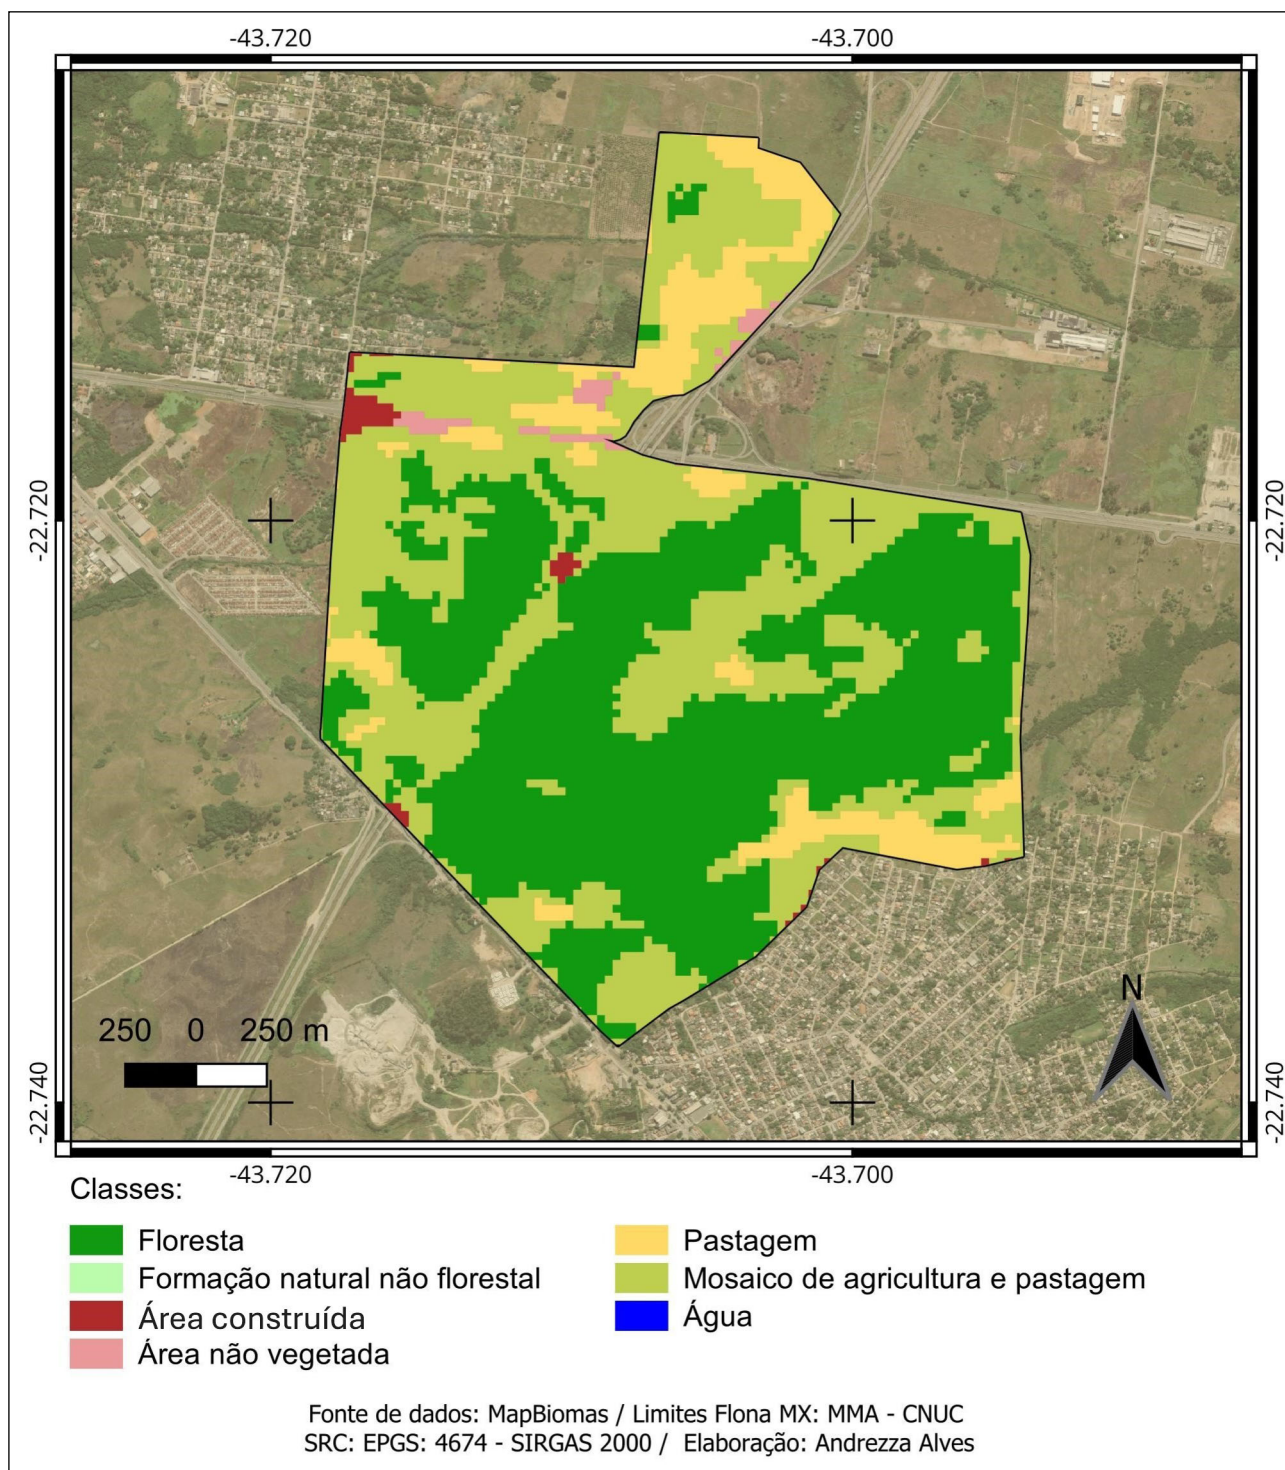 -43.720 -43.700
-22.720 -22.720
N
250 0 250 m
-22.740 -22.740
-43.720 -43.700
Classes:
Floresta Pastagem
Formação natural não florestal Mosaico de agricultura e pastagem
Área construída Água
Área não vegetada
Fonte de dados: MapBiomas / Limites Flona MX: MMA - CNUC
SRC: EPGS: 4674 - SIRGAS 2000 / Elaboração: Andrezza Alves